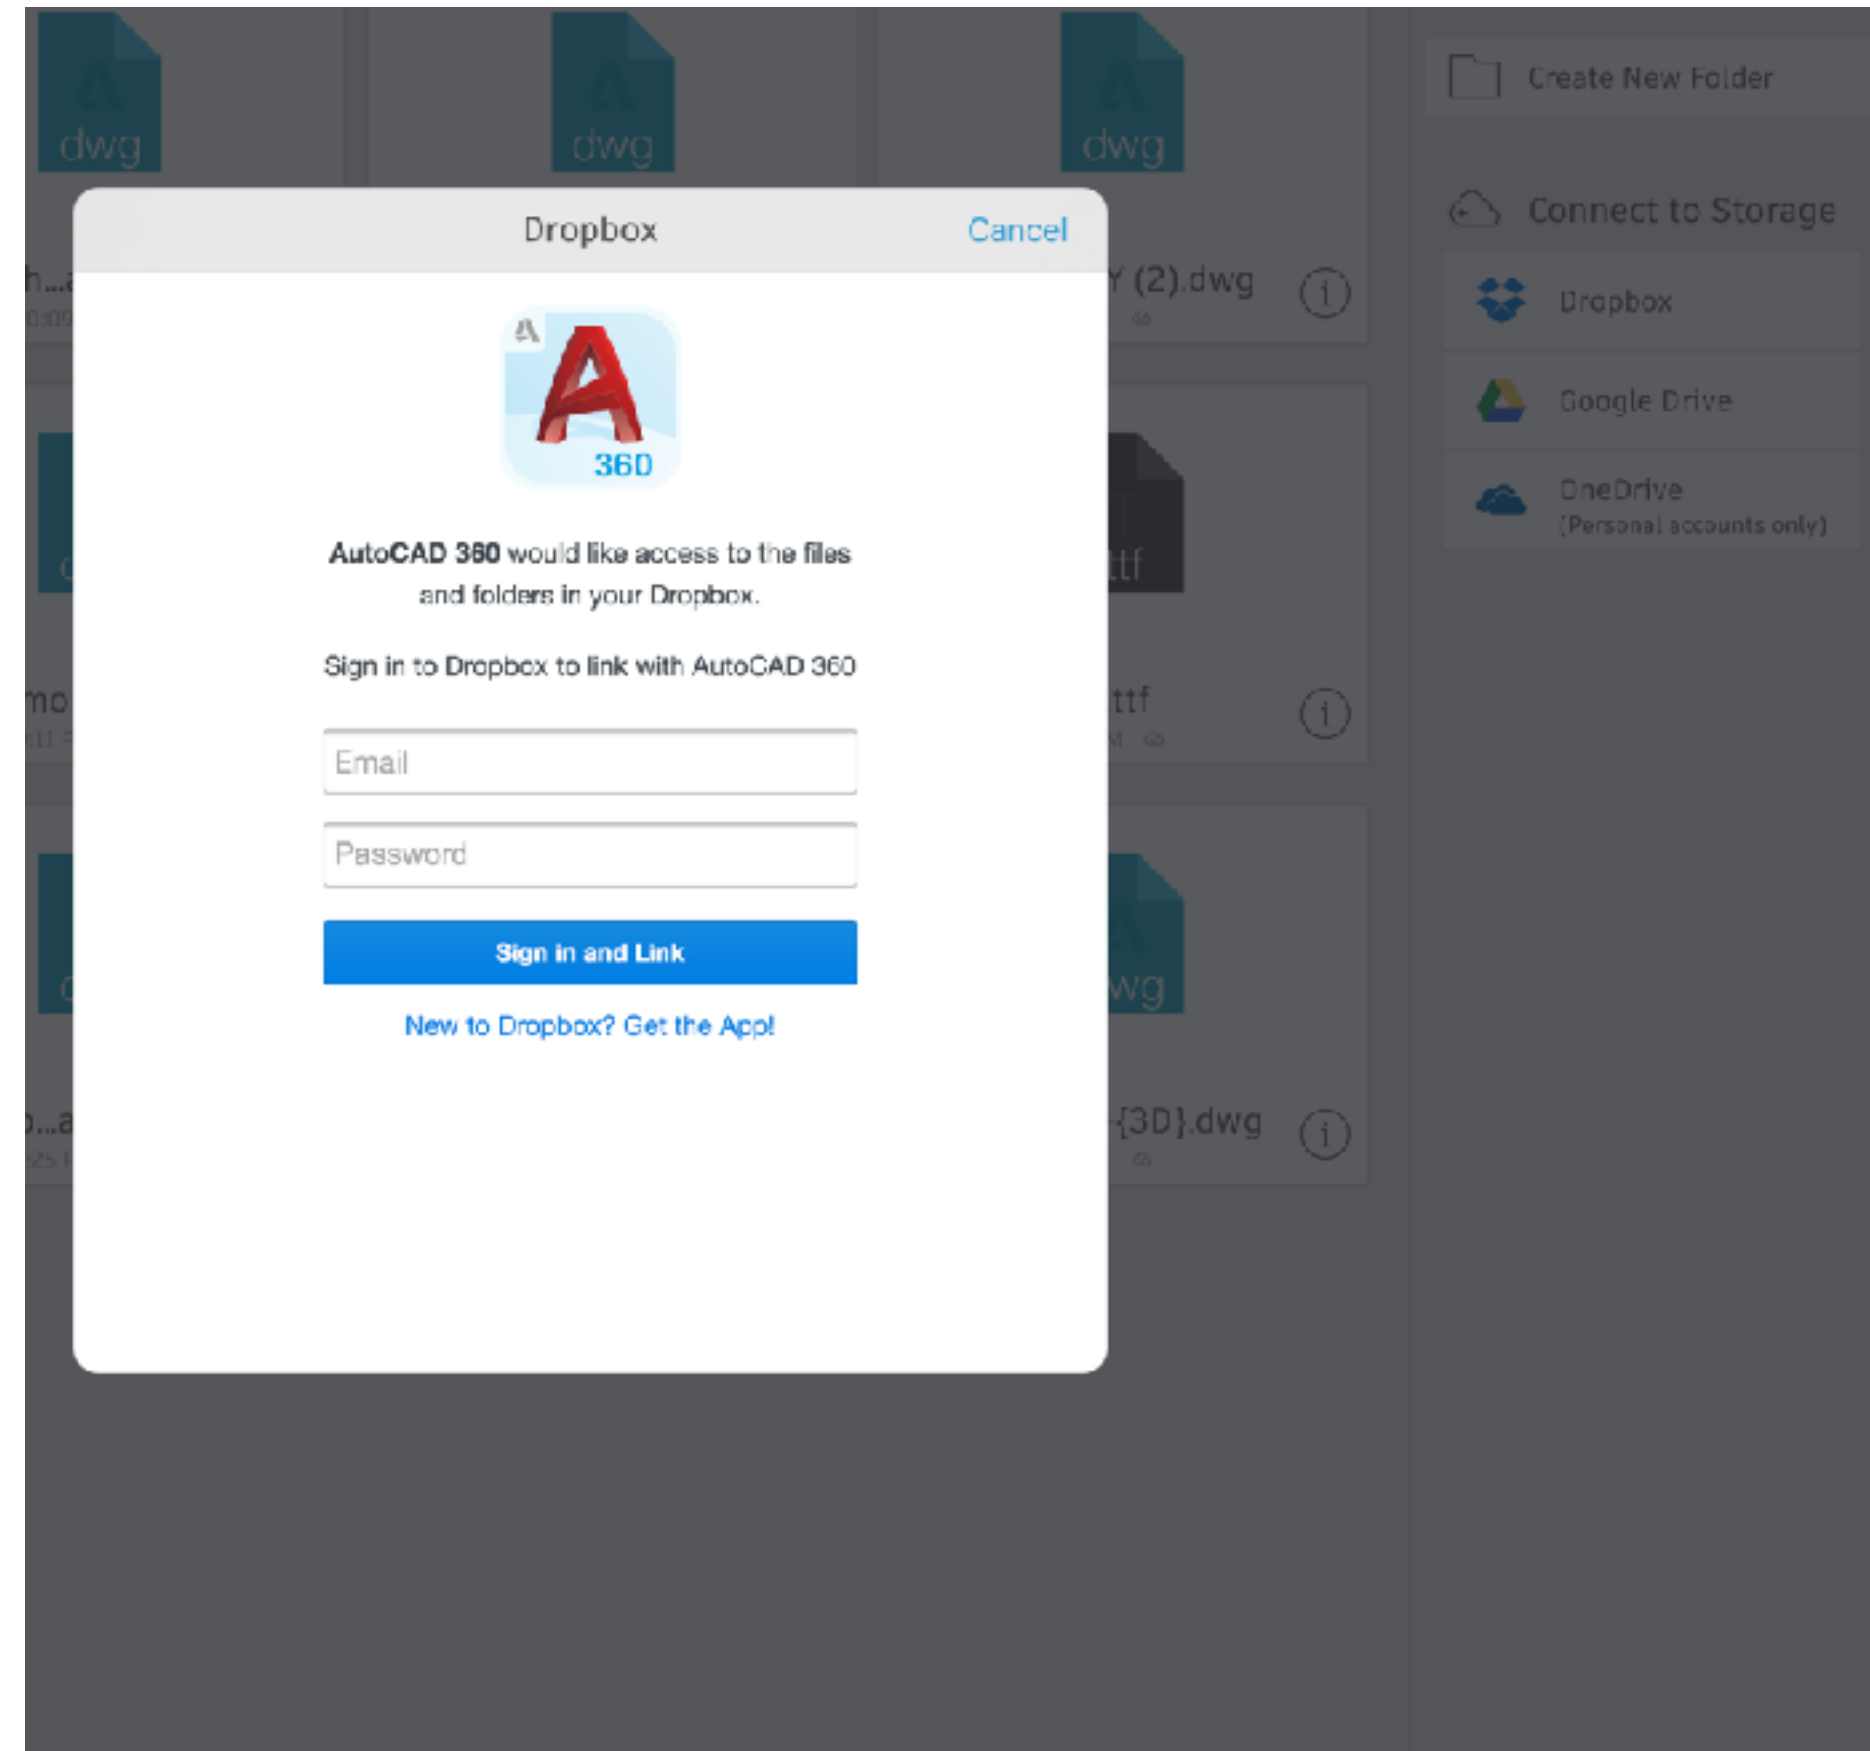 dwg
dwg
dwg
Create New Folder
Dropbox
Cancel
Connect to Storage
(2).dwg
Dropbox
Google Drive
360
OneDrive
(Personal accounts only)
AutoCAD 360 would like access to the files
and folders in your Dropbox.
ttf
Sign in to Dropbox to link with AutoCAD 360
.ttf
Email
Password
Sign in and Link
wg
New to Dropbox? Get the App!
-{3D}.dwg